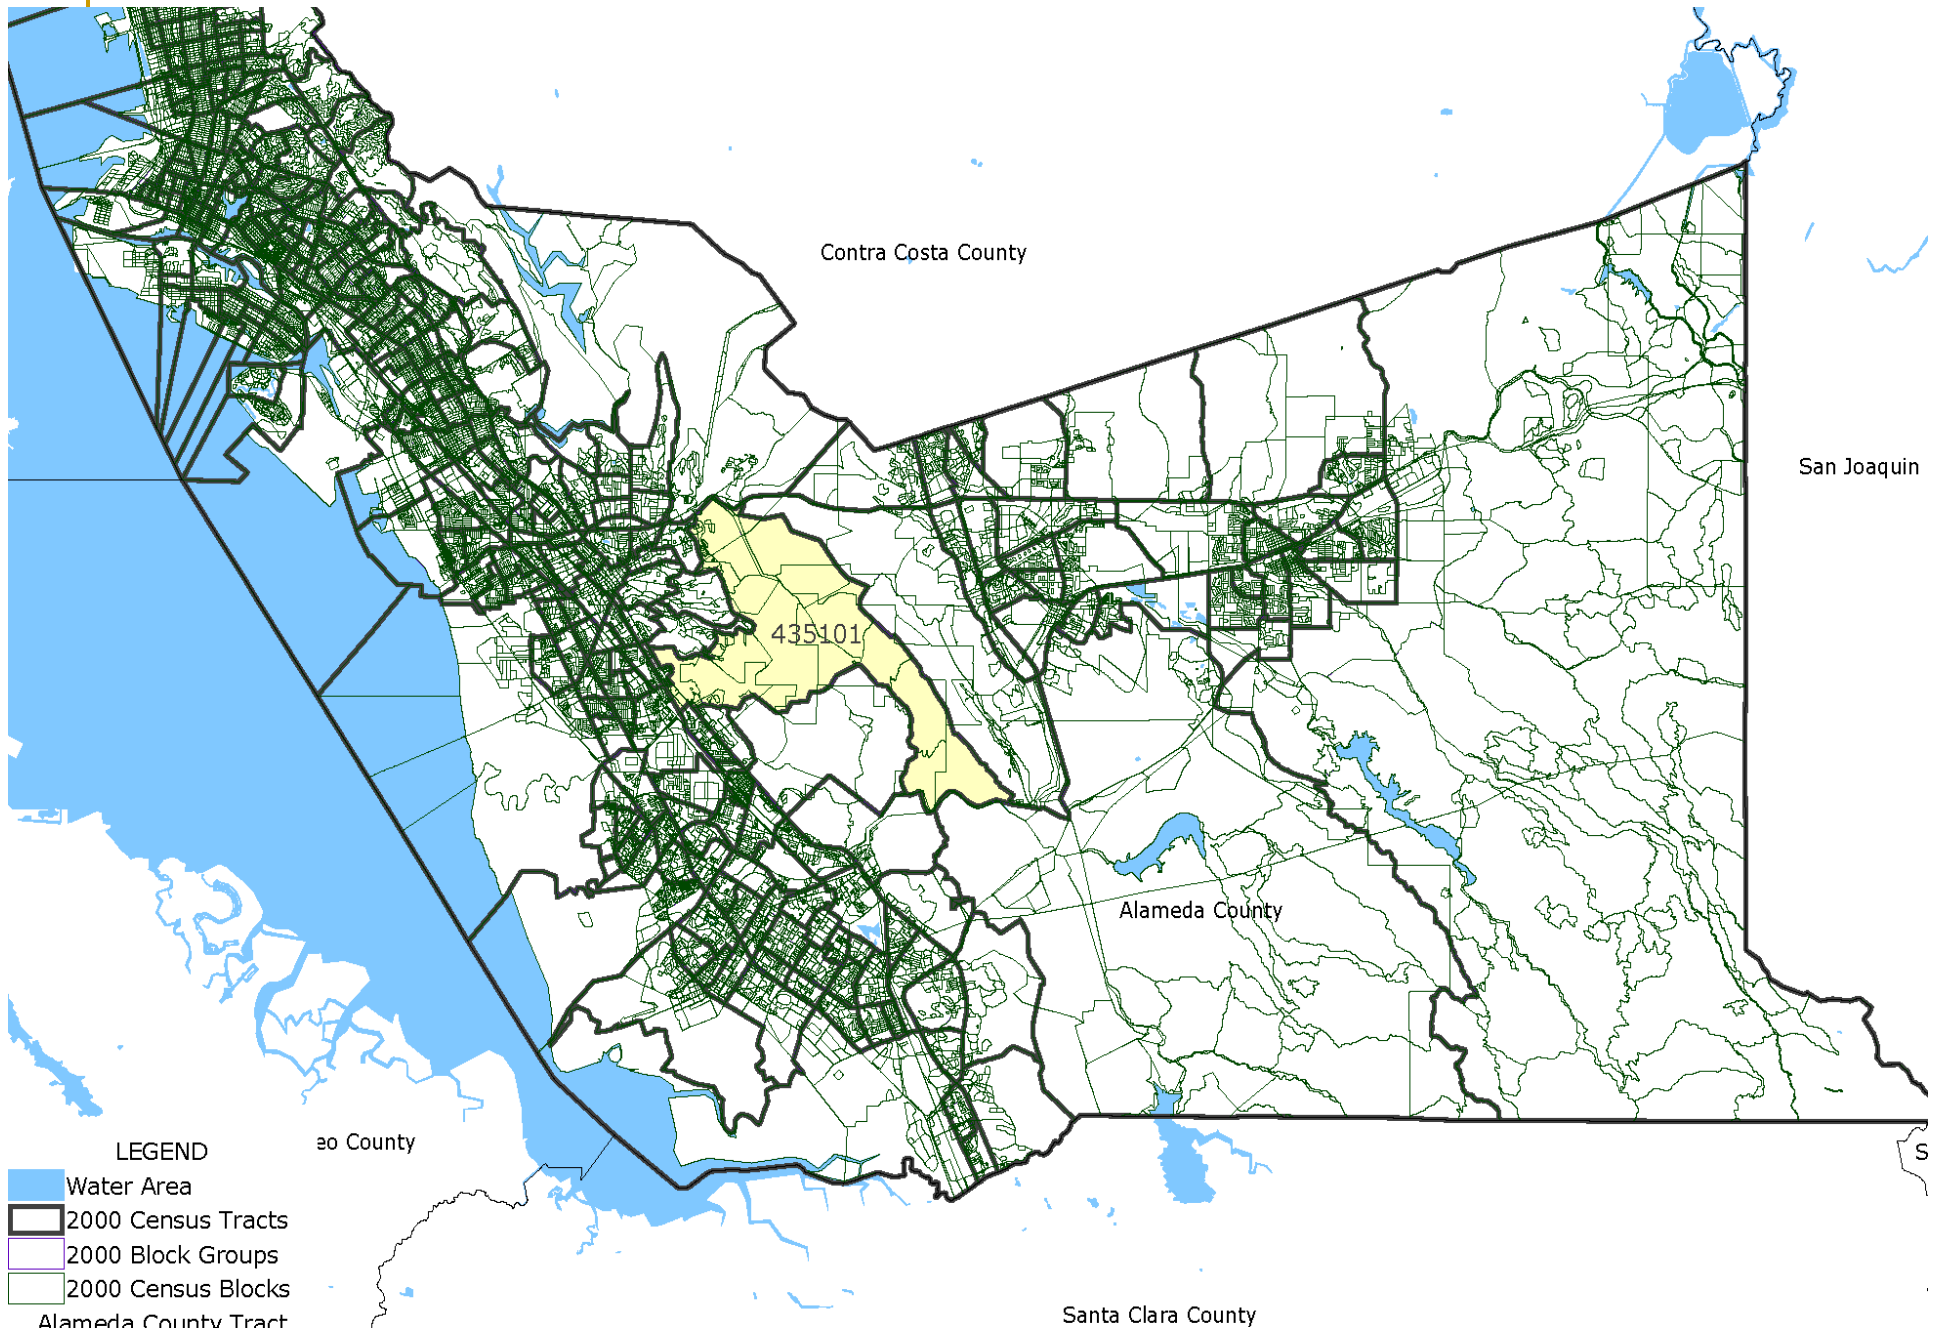 Contra Costa County
San Joaquin
435101
Alameda County
eo County
LEGEND
Water Area
2000 Census Tracts
2000 Block Groups
2000 Census Blocks
Alameda County Tract
S
Santa Clara County